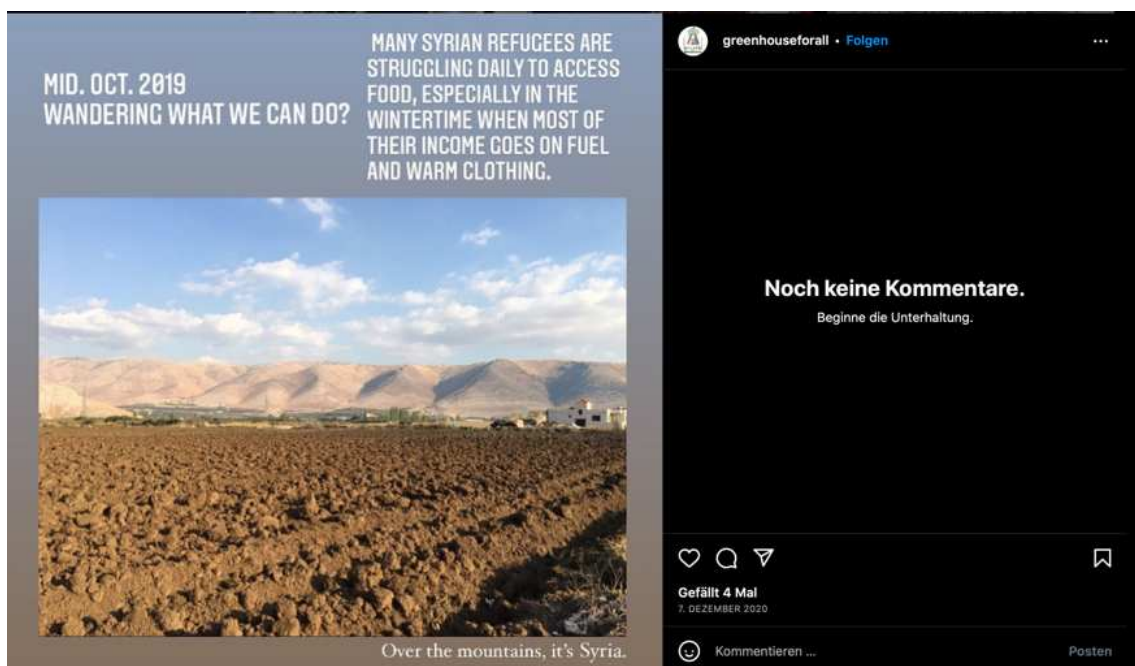 MID. OCT. 2019
WANDERING WHAT WE CAN DO?
MANY SYRIAN REFUGEES ARE
STRUGGLING DAILY TO ACCESS
FOOD, ESPECIALLY IN THE
WINTERTIME WHEN MOST OF
THEIR INCOME GOES ON FUEL
AND WARM CLOTHING.
Over the mountains, it's Syria.
greenhouseforall • Folgen
Noch keine Kommentare.
Beginne die Unterhaltung.
Gefällt 4 Mal
7. DEZEMBER 2020
Kommentieren ...
Posten